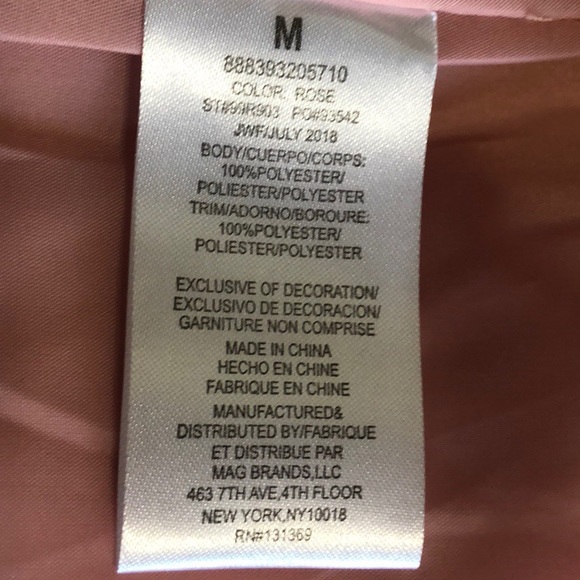 M
888393205710
COLOR: ROSE
ST#99R903 PO#93542
JWF/JULY 2018
BODY/CUERPO/CORPS:
100%POLYESTER/
POLIESTER/POLYESTER
TRIM/ADORNO/BOROURE:
100%POLYESTER/
POLIESTER/POLYESTER
EXCLUSIVE OF DECORATION/
EXCLUSIVO DE DECORACION/
GARNITURE NON COMPRISE
MADE IN CHINA
HECHO EN CHINE
FABRIQUE EN CHINE
MANUFACTURED&
DISTRIBUTED BY/FABRIQUE
ET DISTRIBUE PAR
MAG BRANDS,LLC
463 7TH AVE,4TH FLOOR
NEW YORK,NY10018
RN#131369